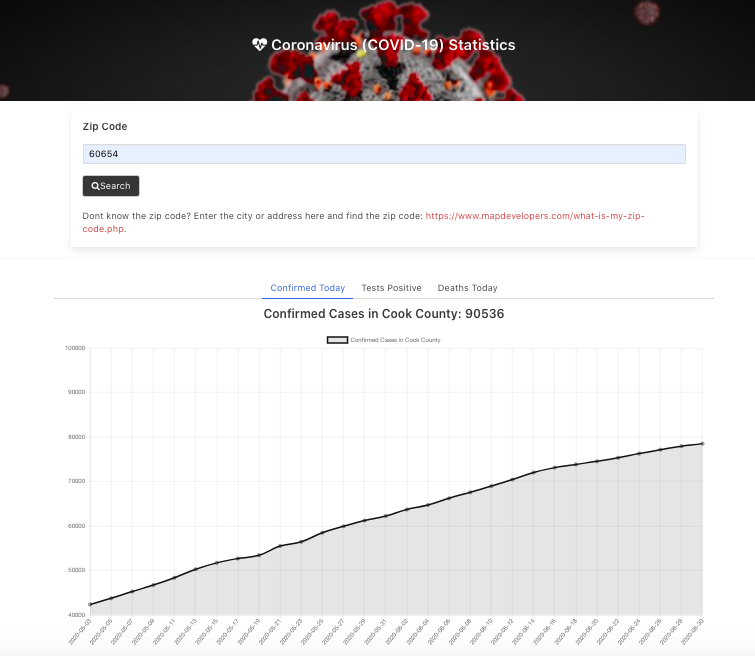 Coronavirus (COVID-19) Statistics
Zip Code
60654
Search
Dont know the zip code? Enter the city or address here and find the zip code: https://www.mapdevelopers.com/what-is-my-zip-
code.php.
Confirmed Today Tests Positive Deaths Today
Confirmed Cases in Cook County: 90536
Confirmed Cases in Cook County
100000
90000
80000
70000
60000
50000
40000
2020-05-03 2020-05-05 2020-05-07 2020-05-09 2020-05-11 2020-05-13 2020-05-15 2020-05-17 2020-05-19 2020-05-21 2020-05-23 2020-05-25 2020-05-27 2020-05-29 2020-05-31 2020-06-02 2020-06-04 2020-06-06 2020-06-08 2020-06-10 2020-06-12 2020-06-14 2020-06-16 2020-06-18 2020-06-20 2020-06-22 2020-06-24 2020-06-26 2020-06-28 2020-06-30